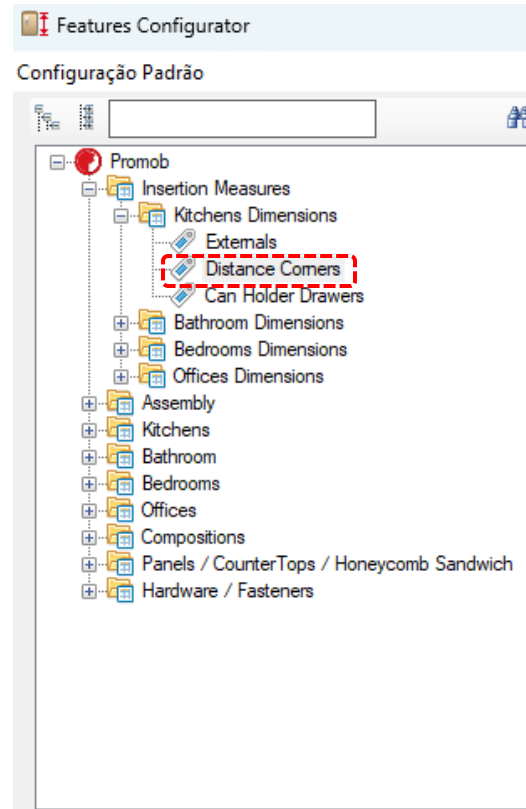 Features Configurator
Configuração Padrão
Promob
Insertion Measures
Kitchens Dimensions
Externals
Distance Corners
Can Holder Drawers
Bathroom Dimensions
Bedrooms Dimensions
Offices Dimensions
Assembly
Kitchens
Bathroom
Bedrooms
Offices
Compositions
Panels / CounterTops / Honeycomb Sandwich
Hardware / Fasteners